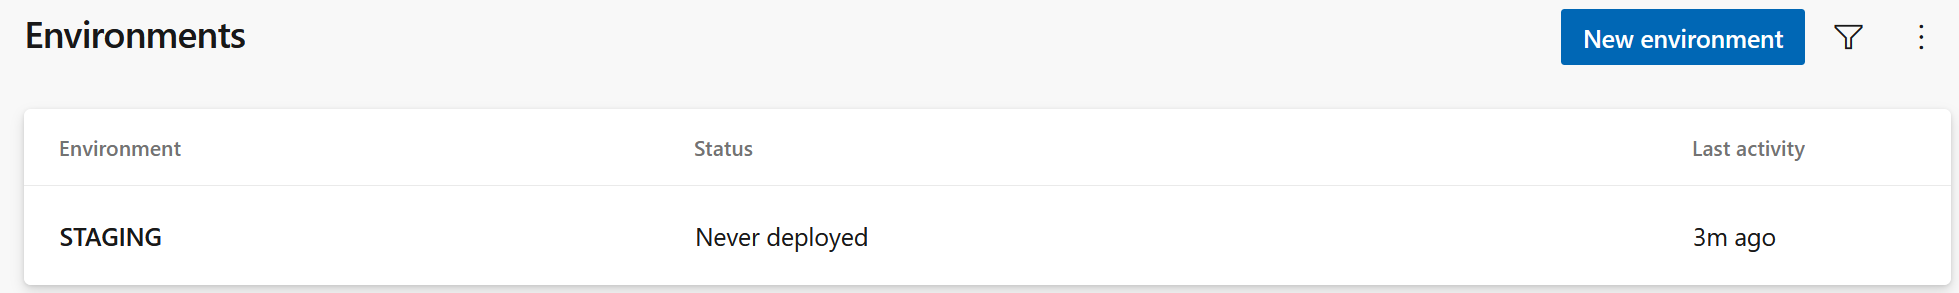 Environments
New environment
Environment Status Last activity
STAGING Never deployed 3m ago